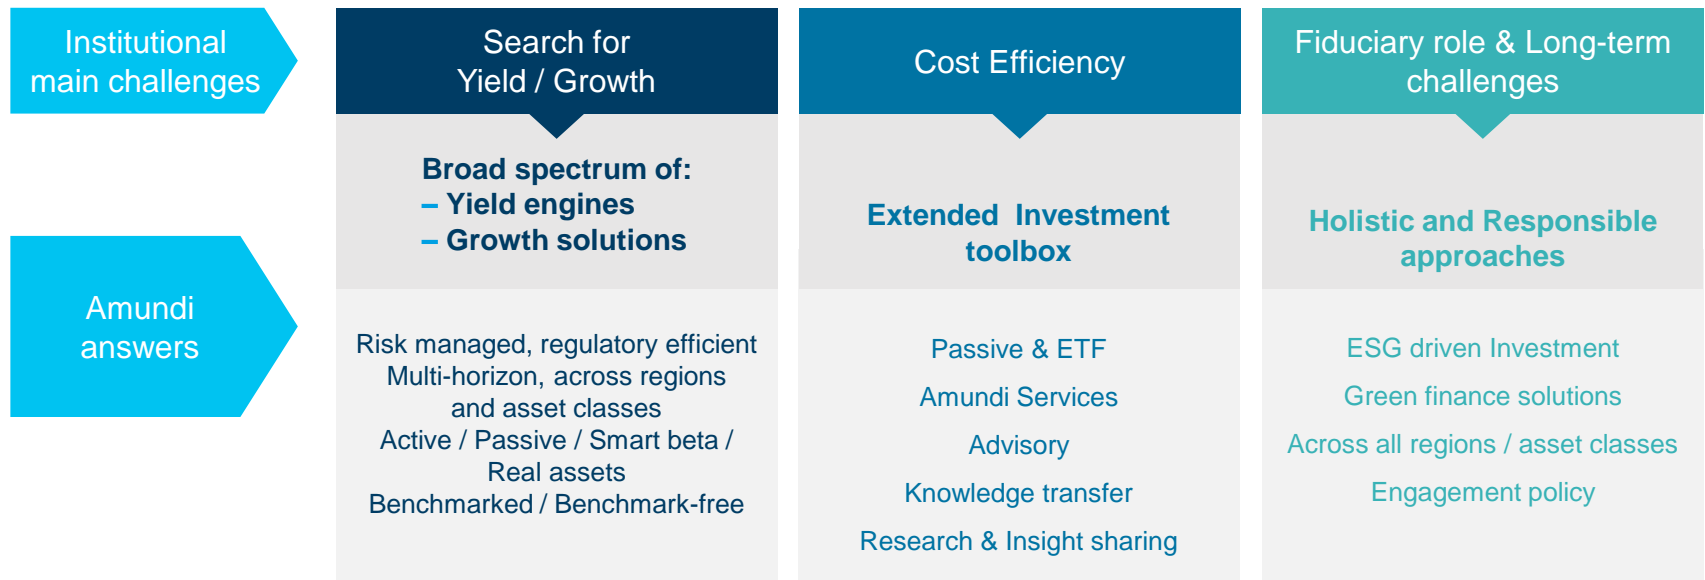 Institutional
main challenges
Search for
Yield / Growth
Cost Efficiency
Fiduciary role & Long-term
challenges
Amundi
answers
Broad spectrum of:
– Yield engines
– Growth solutions
Risk managed, regulatory efficient
Multi-horizon, across regions
and asset classes
Active / Passive / Smart beta /
Real assets
Benchmarked / Benchmark-free
Extended Investment
toolbox
Passive & ETF
Amundi Services
Advisory
Knowledge transfer
Research & Insight sharing
Holistic and Responsible
approaches
ESG driven Investment
Green finance solutions
Across all regions / asset classes
Engagement policy